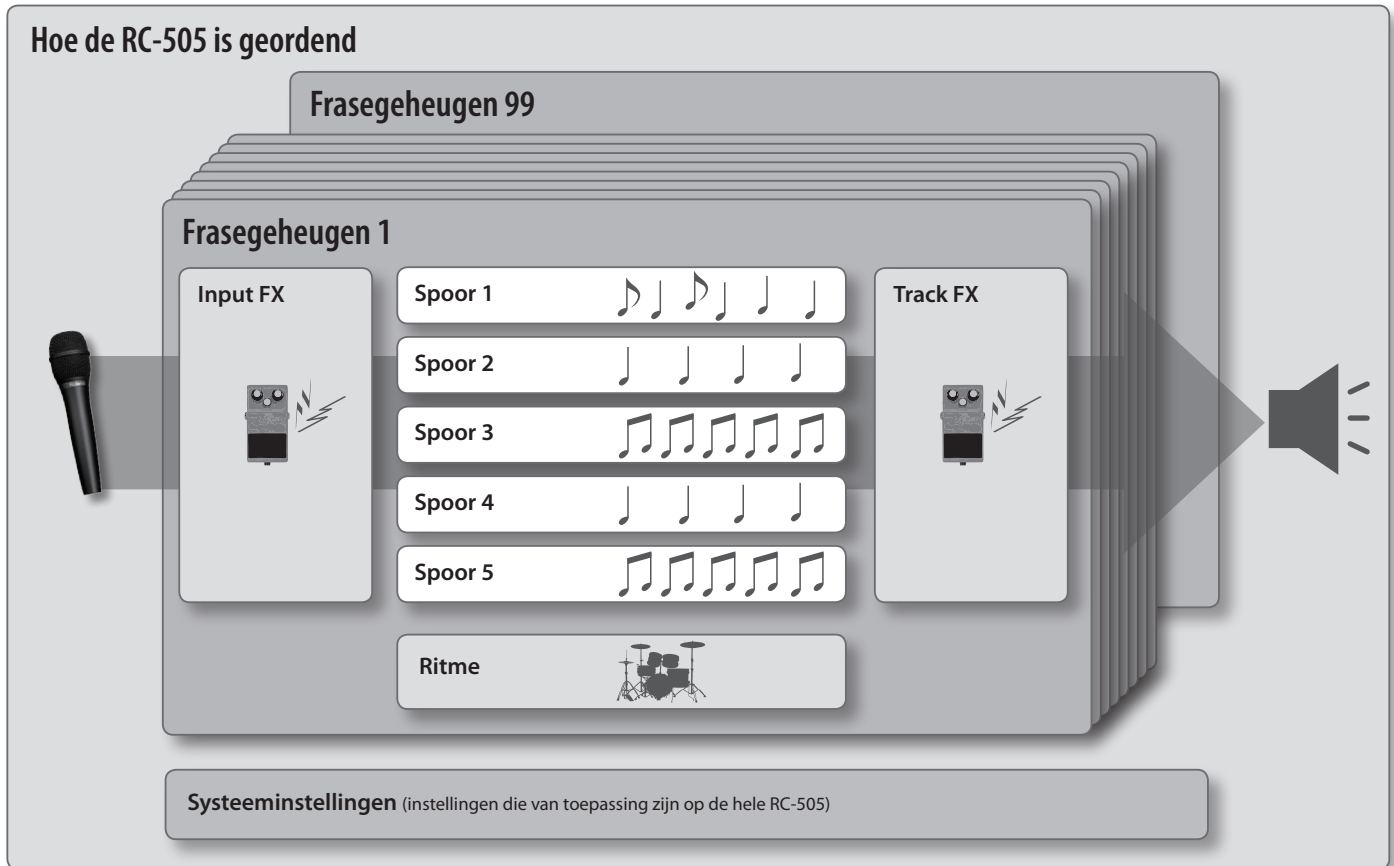 Hoe de RC-505 is geordend
Frasegeheugen 99
Frasegeheugen 1
Input FX
Spoor 1
Spoor 2
Spoor 3
Spoor 4
Spoor 5
Track FX
Ritme
Systeeminstellingen (instellingen die van toepassing zijn op de hele RC-505)